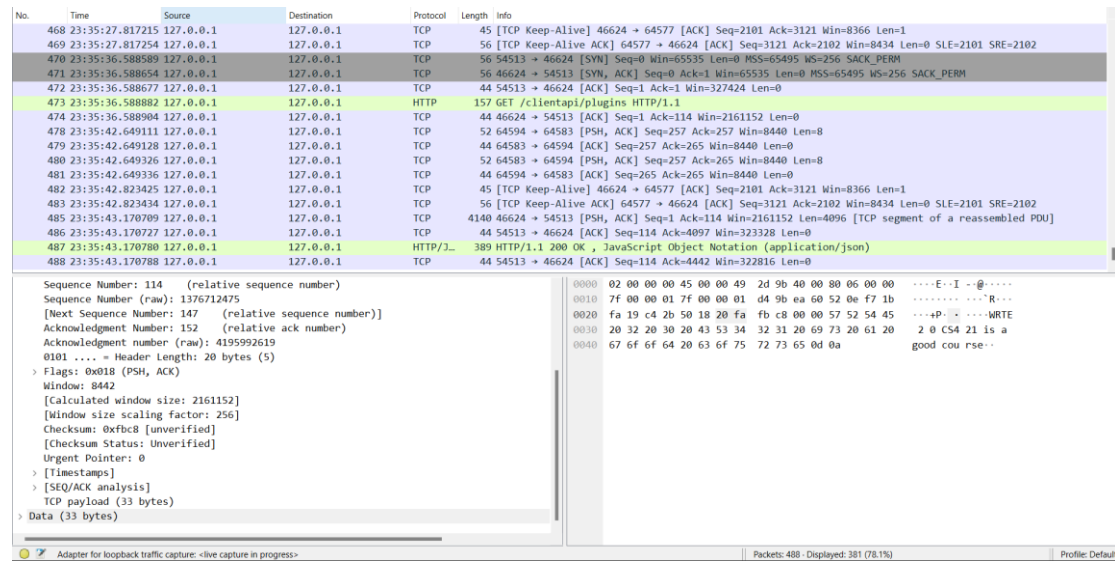 No. Time Source Destination Protocol Length Info
468 23:35:27.817215 127.0.0.1 127.0.0.1 TCP 45 [TCP Keep-Alive] 46624 → 64577 [ACK] Seq=2101 Ack=3121 Win=8366 Len=1
469 23:35:27.817254 127.0.0.1 127.0.0.1 TCP 56 [TCP Keep-Alive ACK] 64577 → 46624 [ACK] Seq=3121 Ack=2102 Win=8434 Len=0 SLE=2101 SRE=2102
470 23:35:36.588589 127.0.0.1 127.0.0.1 TCP 56 54513 → 46624 [SYN] Seq=0 Win=65535 Len=0 MSS=65495 WS=256 SACK_PERM
471 23:35:36.588654 127.0.0.1 127.0.0.1 TCP 56 46624 → 54513 [SYN, ACK] Seq=0 Ack=1 Win=65535 Len=0 MSS=65495 WS=256 SACK_PERM
472 23:35:36.588677 127.0.0.1 127.0.0.1 TCP 44 54513 → 46624 [ACK] Seq=1 Ack=1 Win=327424 Len=0
473 23:35:36.588882 127.0.0.1 127.0.0.1 HTTP 157 GET /clientapi/plugins HTTP/1.1
474 23:35:36.588904 127.0.0.1 127.0.0.1 TCP 44 46624 → 54513 [ACK] Seq=1 Ack=114 Win=2161152 Len=0
478 23:35:42.649111 127.0.0.1 127.0.0.1 TCP 52 64594 → 64583 [PSH, ACK] Seq=257 Ack=257 Win=8440 Len=8
479 23:35:42.649128 127.0.0.1 127.0.0.1 TCP 44 64583 → 64594 [ACK] Seq=257 Ack=265 Win=8440 Len=0
480 23:35:42.649326 127.0.0.1 127.0.0.1 TCP 52 64583 → 64594 [PSH, ACK] Seq=257 Ack=265 Win=8440 Len=8
481 23:35:42.649336 127.0.0.1 127.0.0.1 TCP 44 64594 → 64583 [ACK] Seq=265 Ack=265 Win=8440 Len=0
482 23:35:42.823425 127.0.0.1 127.0.0.1 TCP 45 [TCP Keep-Alive] 46624 → 64577 [ACK] Seq=2101 Ack=3121 Win=8366 Len=1
483 23:35:42.823434 127.0.0.1 127.0.0.1 TCP 56 [TCP Keep-Alive ACK] 64577 → 46624 [ACK] Seq=3121 Ack=2102 Win=8434 Len=0 SLE=2101 SRE=2102
485 23:35:43.170709 127.0.0.1 127.0.0.1 TCP 4140 46624 → 54513 [PSH, ACK] Seq=1 Ack=114 Win=2161152 Len=4096 [TCP segment of a reassembled PDU]
486 23:35:43.170727 127.0.0.1 127.0.0.1 TCP 44 54513 → 46624 [ACK] Seq=114 Ack=4097 Win=323328 Len=0
487 23:35:43.170780 127.0.0.1 127.0.0.1 HTTP/J… 389 HTTP/1.1 200 OK , JavaScript Object Notation (application/json)
488 23:35:43.170788 127.0.0.1 127.0.0.1 TCP 44 54513 → 46624 [ACK] Seq=114 Ack=4442 Win=322816 Len=0
Sequence Number: 114 (relative sequence number)
Sequence Number (raw): 1376712475
[Next Sequence Number: 147 (relative sequence number)]
Acknowledgment Number: 152 (relative ack number)
Acknowledgment number (raw): 4195992619
0101 .... = Header Length: 20 bytes (5)
> Flags: 0x018 (PSH, ACK)
Window: 8442
[Calculated window size: 2161152]
[Window size scaling factor: 256]
Checksum: 0xfbc8 [unverified]
[Checksum Status: Unverified]
Urgent Pointer: 0
> [Timestamps]
> [SEQ/ACK analysis]
TCP payload (33 bytes)
> Data (33 bytes)
0000 02 00 00 00 45 00 00 49 2d 9b 40 00 80 06 00 00 ····E··I -·@·····
0010 7f 00 00 01 7f 00 00 01 d4 9b ea 60 52 0e f7 1b ········ ···`R···
0020 fa 19 c4 2b 50 18 20 fa fb c8 00 00 57 52 54 45 ···+P· · ····WRTE
0030 20 32 20 30 20 43 53 34 32 31 20 69 73 20 61 20 2 0 CS4 21 is a
0040 67 6f 6f 64 20 63 6f 75 72 73 65 0d 0a good cou rse··
Adapter for loopback traffic capture: <live capture in progress> Packets: 488 · Displayed: 381 (78.1%) Profile: Defaul